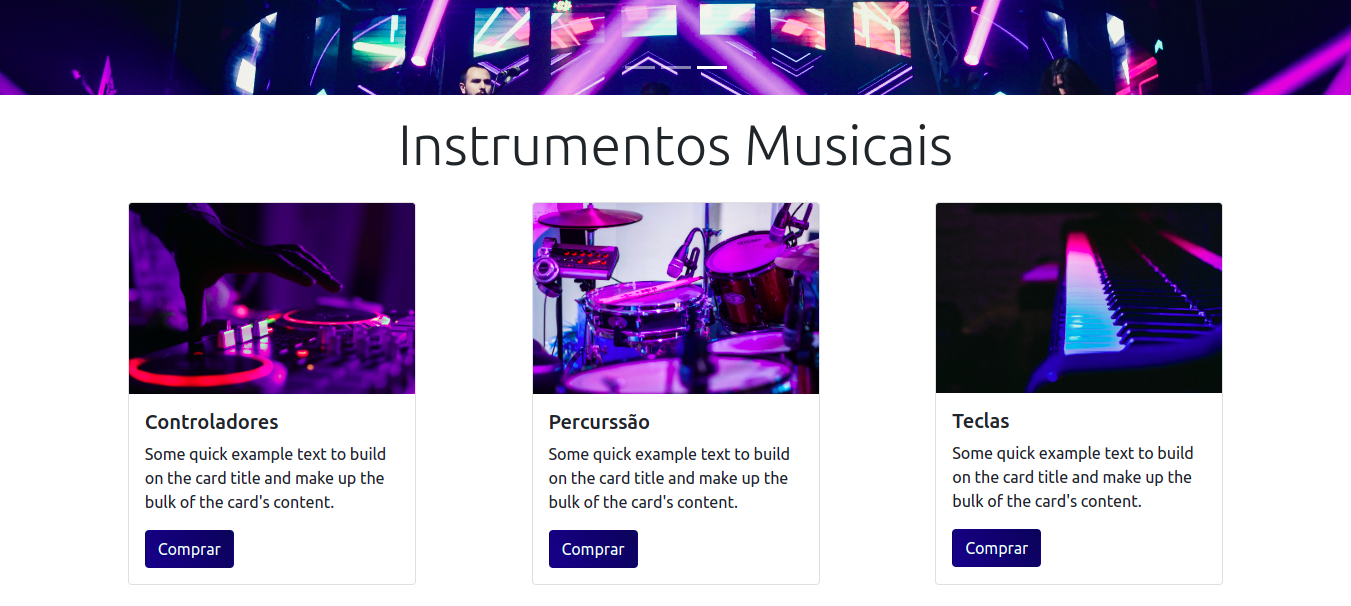 Instrumentos Musicais
Controladores
Some quick example text to build
on the card title and make up the
bulk of the card's content.
Comprar
Percurssão
Some quick example text to build
on the card title and make up the
bulk of the card's content.
Comprar
Teclas
Some quick example text to build
on the card title and make up the
bulk of the card's content.
Comprar